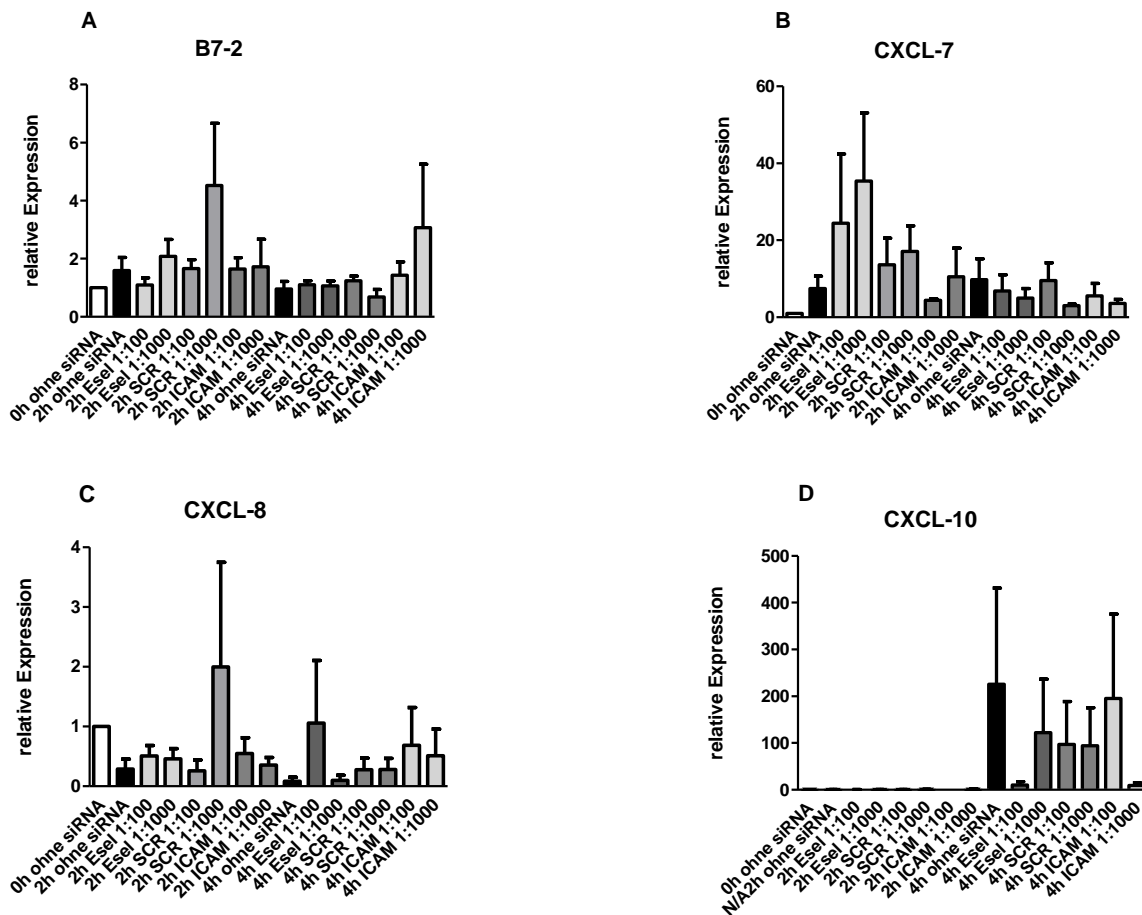 A
B7-2
relative Expression
8
6
4
2
0
0h ohne siRNA
2h ohne siRNA
2h Esel 1:100
2h Esel 1:1000
2h SCR 1:100
2h SCR 1:1000
2h ICAM 1:100
2h ICAM 1:1000
4h ohne siRNA
4h Esel 1:100
4h Esel 1:1000
4h SCR 1:100
4h SCR 1:1000
4h ICAM 1:100
4h ICAM 1:1000
B
CXCL-7
relative Expression
60
40
20
0
0h ohne siRNA
2h ohne siRNA
2h Esel 1:100
2h Esel 1:1000
2h SCR 1:100
2h SCR 1:1000
2h ICAM 1:100
2h ICAM 1:1000
4h ohne siRNA
4h Esel 1:100
4h Esel 1:1000
4h SCR 1:100
4h SCR 1:1000
4h ICAM 1:100
4h ICAM 1:1000
C
CXCL-8
relative Expression
4
3
2
1
0
0h ohne siRNA
2h ohne siRNA
2h Esel 1:100
2h Esel 1:1000
2h SCR 1:100
2h SCR 1:1000
2h ICAM 1:100
2h ICAM 1:1000
4h ohne siRNA
4h Esel 1:100
4h Esel 1:1000
4h SCR 1:100
4h SCR 1:1000
4h ICAM 1:100
4h ICAM 1:1000
D
CXCL-10
relative Expression
500
400
300
200
100
0
0h ohne siRNA
N/A2h ohne siRNA
2h Esel 1:100
2h Esel 1:1000
2h SCR 1:100
2h SCR 1:1000
2h ICAM 1:100
2h ICAM 1:1000
4h ohne siRNA
4h Esel 1:100
4h Esel 1:1000
4h SCR 1:100
4h SCR 1:1000
4h ICAM 1:100
4h ICAM 1:1000